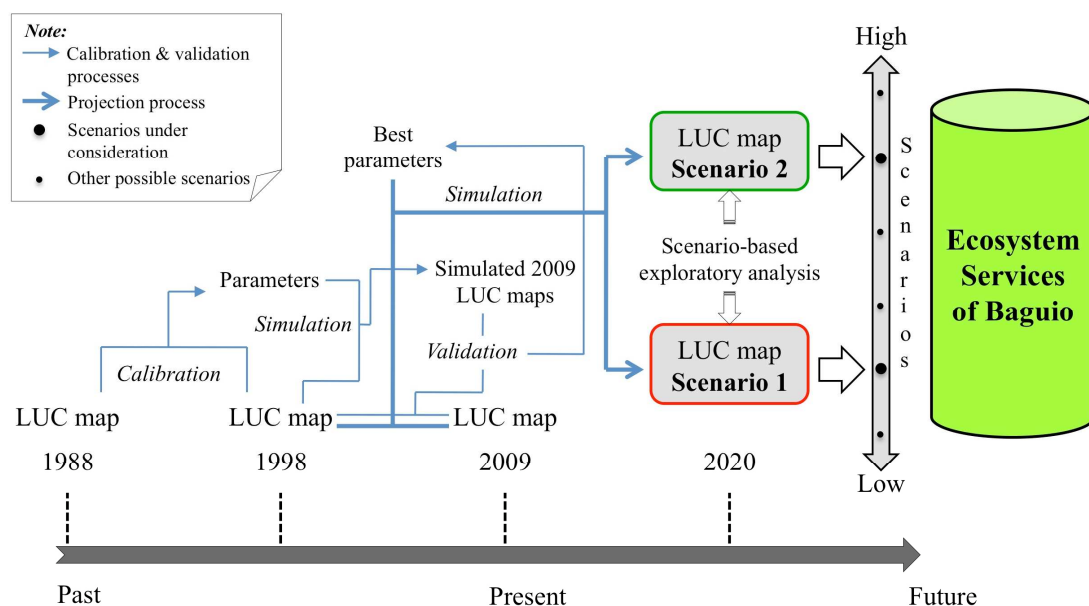 Note:
Calibration & validation
processes
Projection process
Scenarios under
consideration
Other possible scenarios
Best
parameters
Simulation
Parameters
Simulation
Simulated 2009
LUC maps
Calibration
Validation
LUC map
LUC map
LUC map
LUC map
Scenario 2
Scenario-based
exploratory analysis
LUC map
Scenario 1
High
Scenarios
Low
Ecosystem
Services
of Baguio
1988
1998
2009
2020
Past
Present
Future